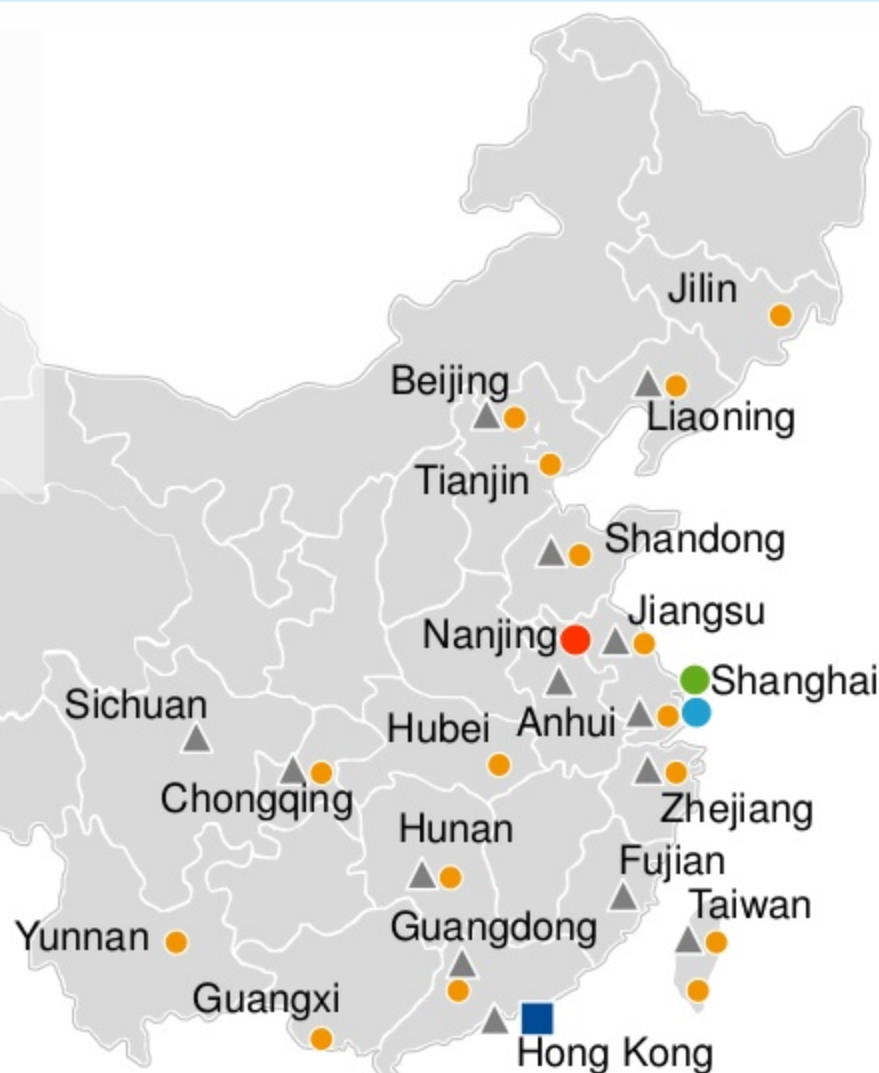 Jilin
Beijing
Liaoning
Tianjin
Shandong
Jiangsu
Nanjing
Shanghai
Sichuan
Anhui
Hubei
Chongqing
Zhejiang
Hunan
Fujian
Taiwan
Guangdong
Yunnan
Guangxi
Hong Kong